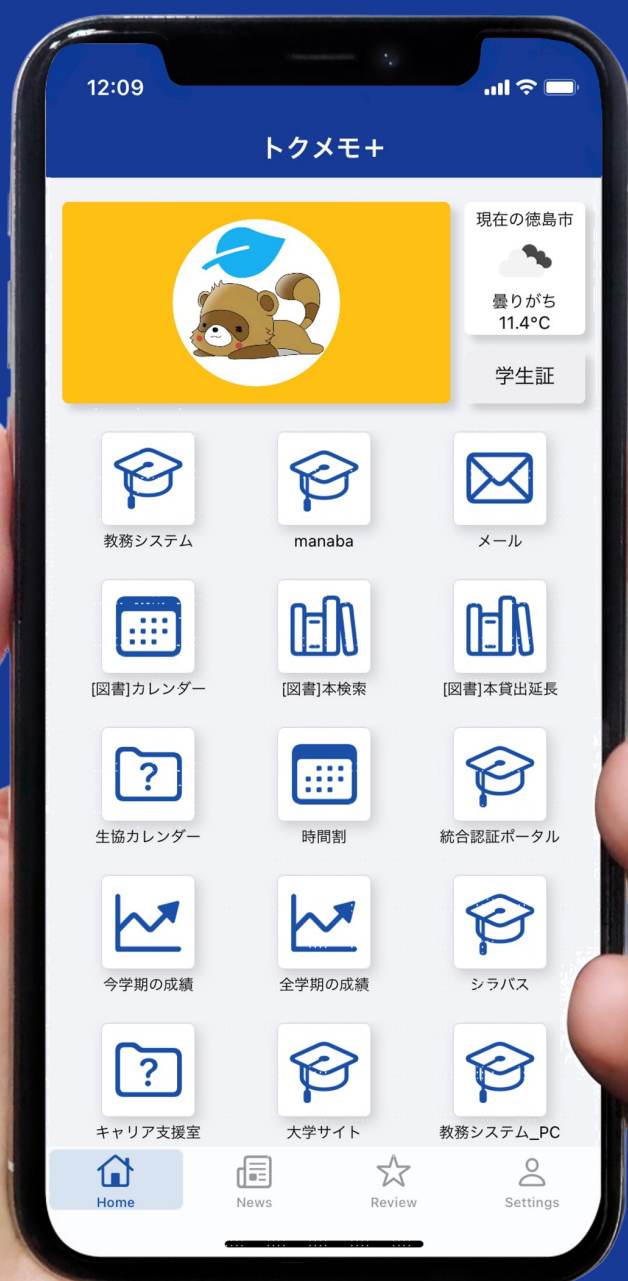 12:09
トクメモ＋
現在の徳島市
曇りがち
11.4°C
学生証
教務システム
manaba
メール
[図書]カレンダー
[図書]本検索
[図書]本貸出延長
?
生協カレンダー
時間割
統合認証ポータル
今学期の成績
全学期の成績
シラバス
?
キャリア支援室
大学サイト
教務システム_PC
Home
News
Review
Settings